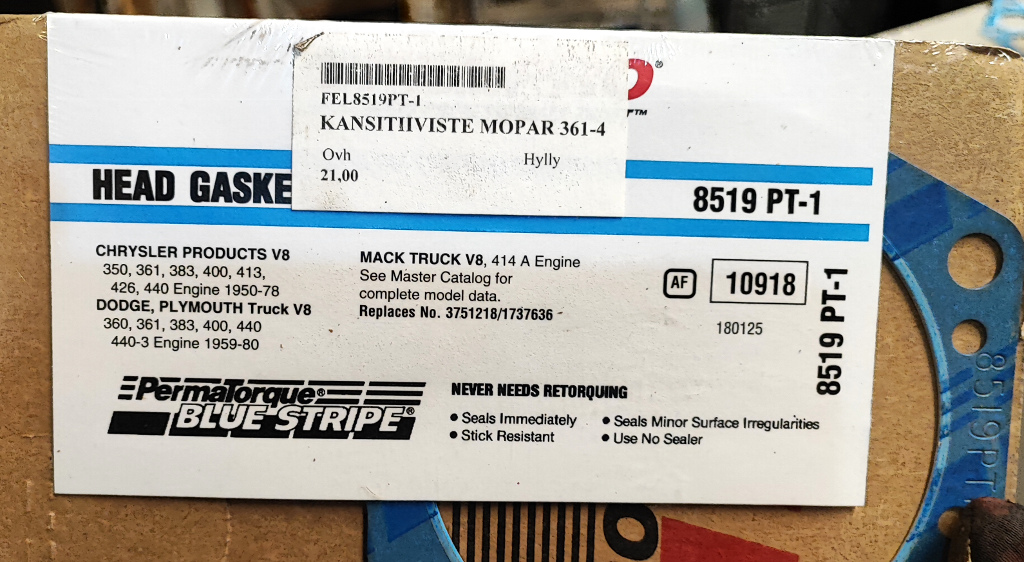 FEL8519PT-1
KANSITIIVISTE MOPAR 361-4
Ovh Hylly
21,00
®
TM
HEAD GASKE
8519 PT-1
CHRYSLER PRODUCTS V8
350, 361, 383, 400, 413,
426, 440 Engine 1950-78
DODGE, PLYMOUTH Truck V8
360, 361, 383, 400, 440
440-3 Engine 1959-80
MACK TRUCK V8, 414 A Engine
See Master Catalog for
complete model data.
Replaces No. 3751218/1737636
AF
10918
180125
8519 PT-1
PermaTorque®
BLUE STRIPE®
NEVER NEEDS RETORQUING
• Seals Immediately
• Stick Resistant
• Seals Minor Surface Irregularities
• Use No Sealer
8519PT